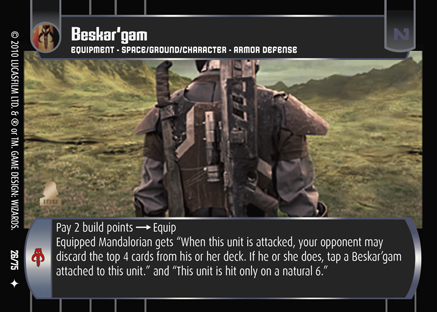 Beskar'gam
2
EQUIPMENT - SPACE/GROUND/CHARACTER - ARMOR DEFENSE
© 2010 LUCASFILM LTD. & ® or TM. GAME DESIGN: WIZARDS.
26/75
Pay 2 build points → Equip
Equipped Mandalorian gets “When this unit is attacked, your opponent may
discard the top 4 cards from his or her deck. If he or she does, tap a Beskar'gam
attached to this unit.” and “This unit is hit only on a natural 6.”